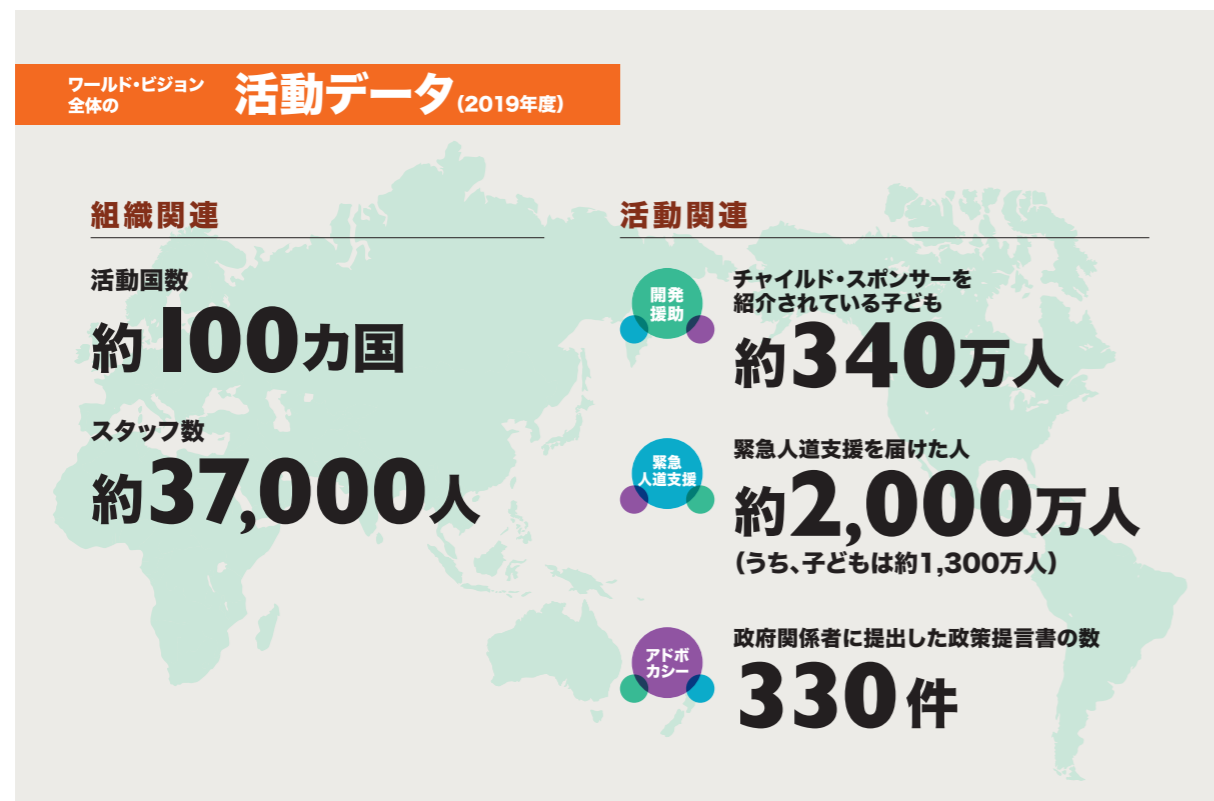 ワールド・ビジョン
全体の
活動データ(2019年度)
組織関連
活動国数
約100カ国
スタッフ数
約37,000人
活動関連
開発
援助
チャイルド・スポンサーを
紹介されている子ども
約340万人
緊急
人道支援
緊急人道支援を届けた人
約2,000万人
(うち、子どもは約1,300万人)
アドボ
カシー
政府関係者に提出した政策提言書の数
330件